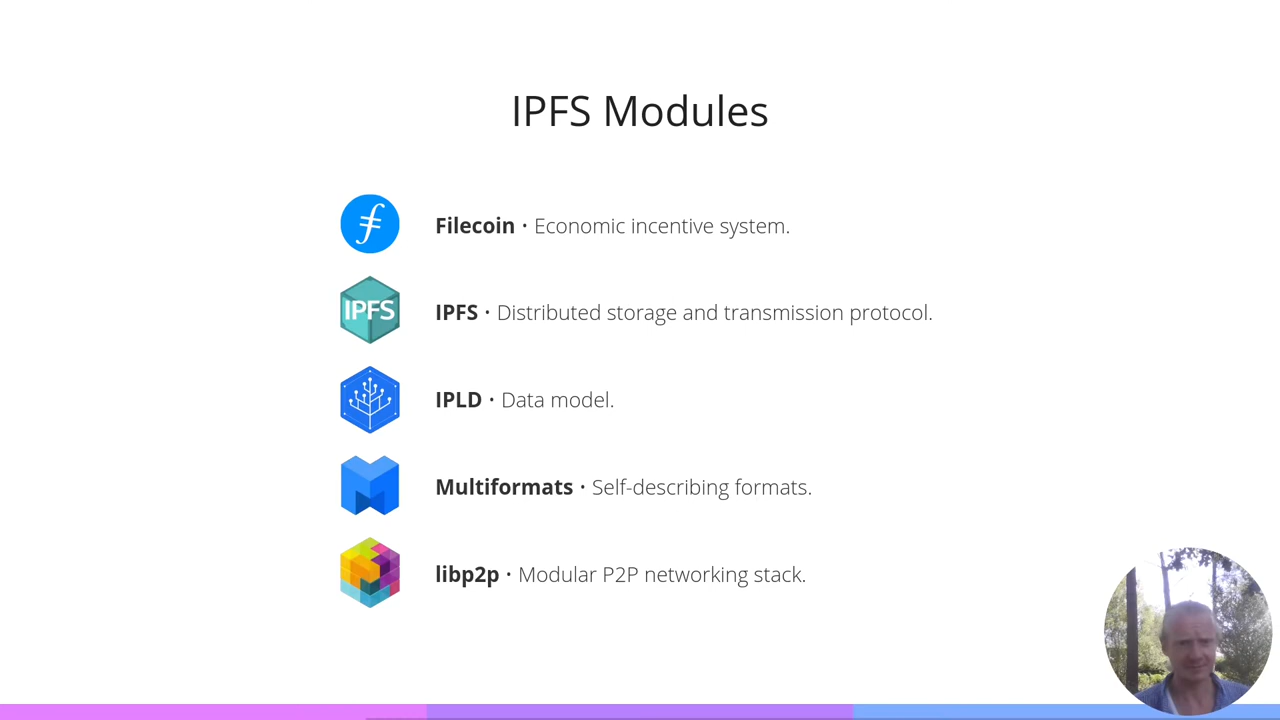 IPFS Modules
Filecoin · Economic incentive system.
IPFS
IPFS · Distributed storage and transmission protocol.
IPLD · Data model.
Multiformats · Self-describing formats.
libp2p · Modular P2P networking stack.